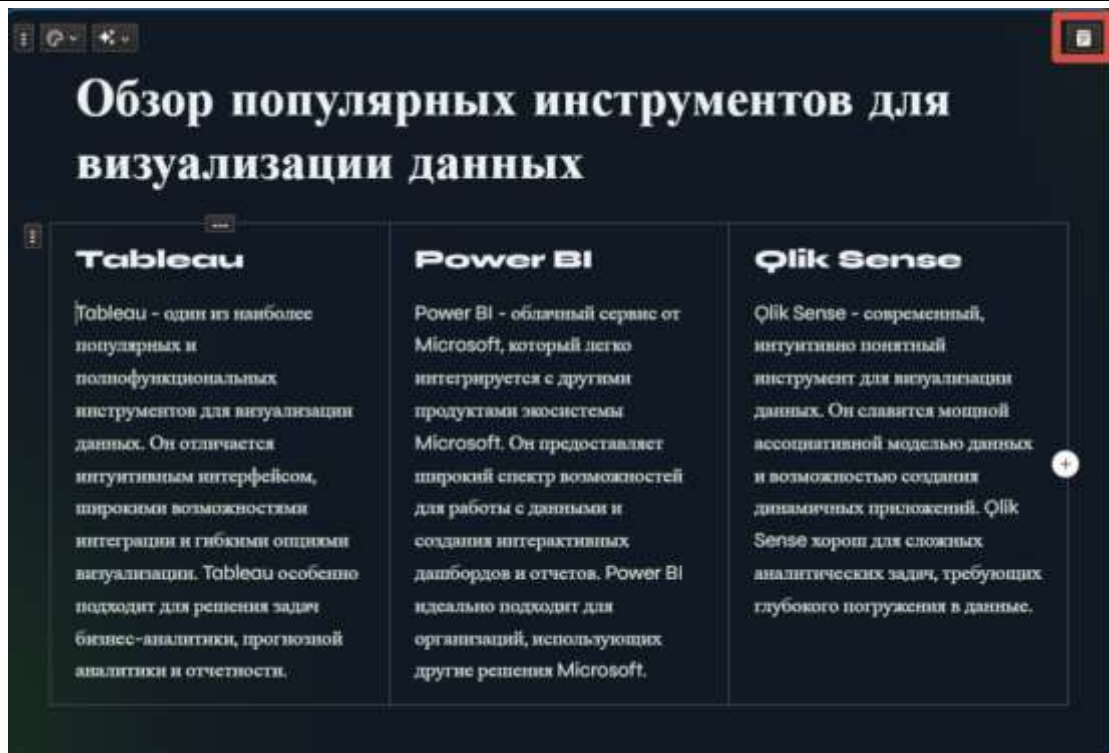 Обзор популярных инструментов для
визуализации данных
Tableau
Tableau - один из наиболее
популярных и
полнофункциональных
инструментов для визуализации
данных. Он отличается
интуитивным интерфейсом,
широкими возможностями
интеграции и гибкими опциями
визуализации. Tableau особенно
подходит для решения задач
бизнес-аналитики, прогнозной
аналитики и отчетности.
Power BI
Power BI - облачный сервис от
Microsoft, который легко
интегрируется с другими
продуктами экосистемы
Microsoft. Он предоставляет
широкий спектр возможностей
для работы с данными и
создания интерактивных
дашбордов и отчетов. Power BI
идеально подходит для
организаций, использующих
другие решения Microsoft.
Qlik Sense
Qlik Sense - современный,
интуитивно понятный
инструмент для визуализации
данных. Он славится мощной
ассоциативной моделью данных
и возможностью создания
динамичных приложений. Qlik
Sense хорош для сложных
аналитических задач, требующих
глубокого погружения в данные.